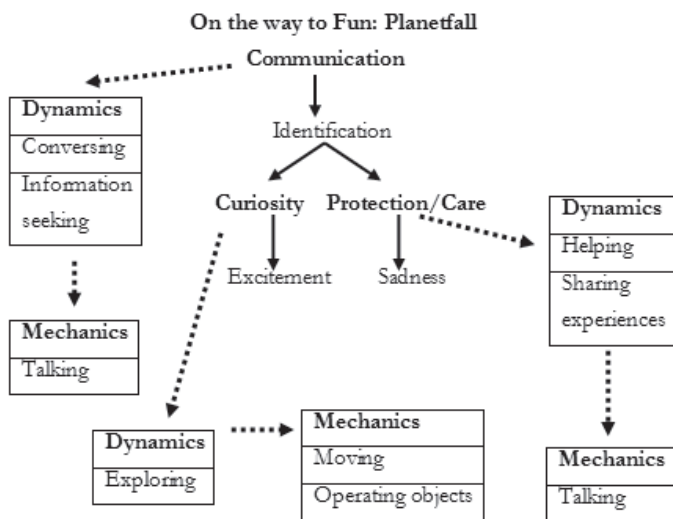 On the way to Fun: Planetfall
Communication
Dynamics
Conversing
Information
seeking
Identification
Curiosity
Protection/Care
Dynamics
Helping
Sharing
experiences
Excitement
Sadness
Mechanics
Talking
Dynamics
Exploring
Mechanics
Moving
Operating objects
Mechanics
Talking